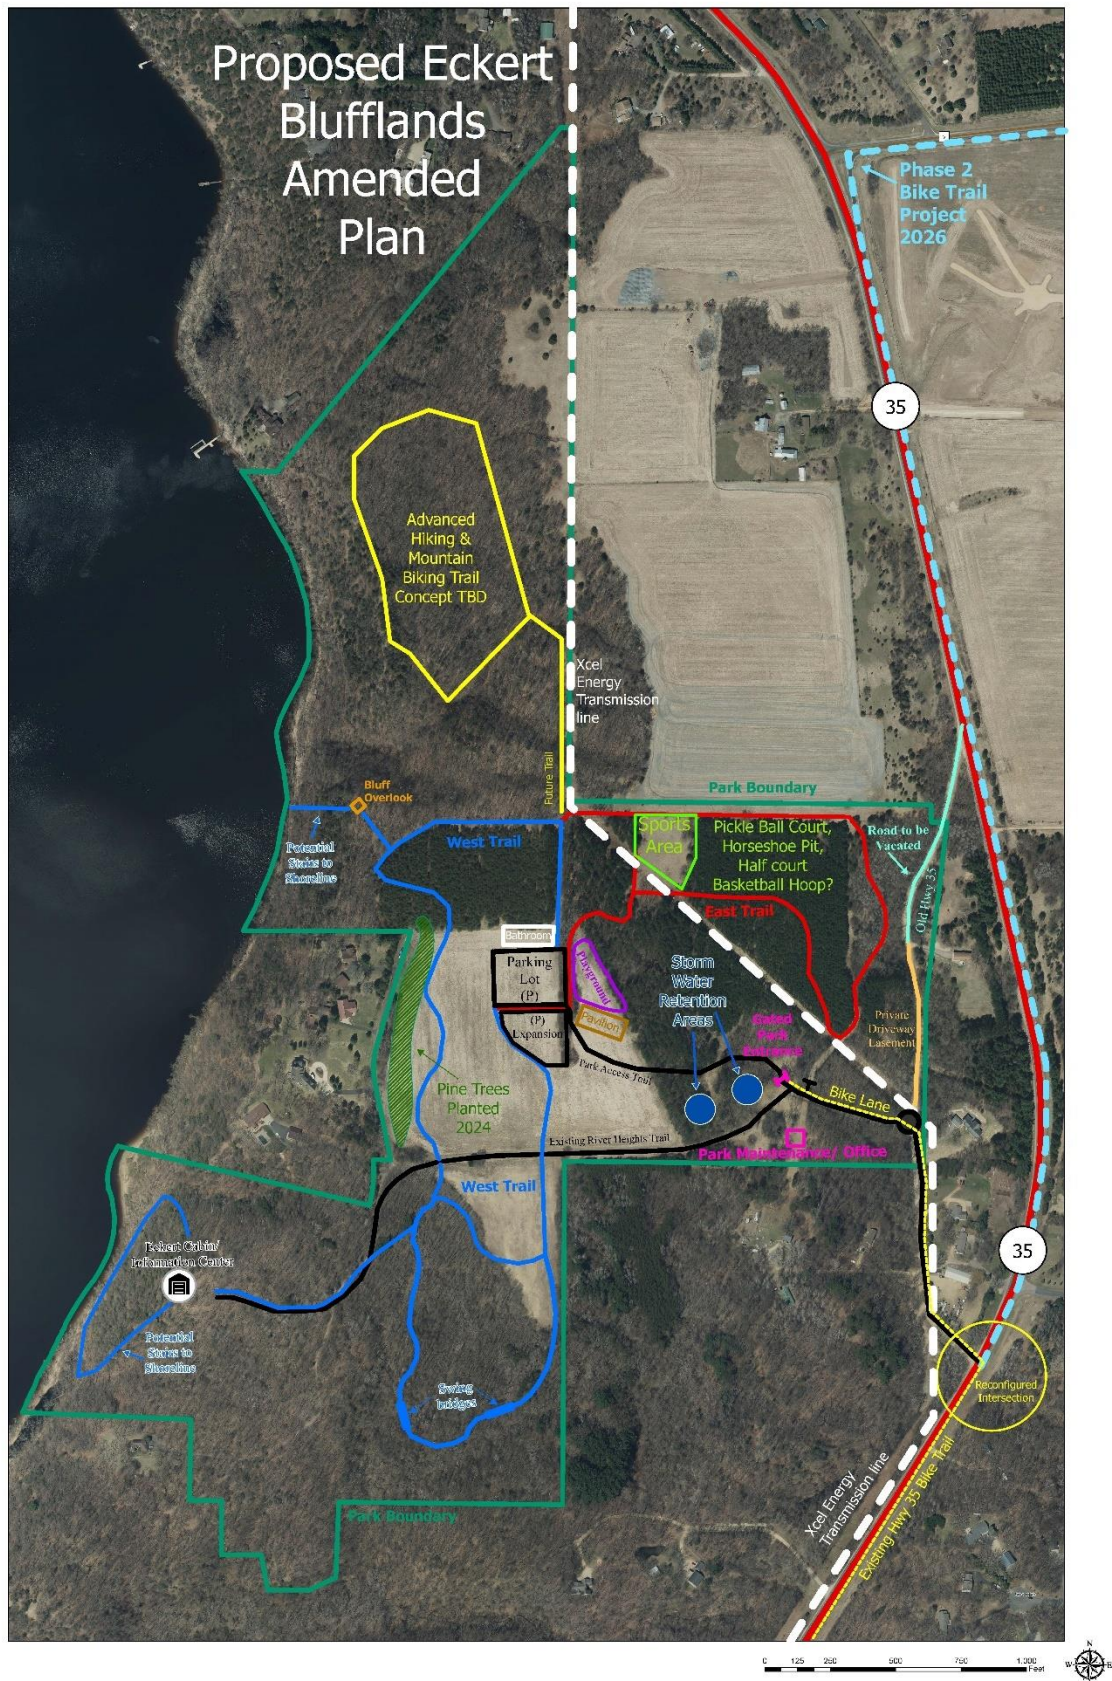 Proposed Eckert
Blufflands
Amended
Plan
Phase 2
Bike Trail
Project
2026
35
Advanced
Hiking &
Mountain
Biking Trail
Concept TBD
Xcel
Energy
Transmission
line
Future Trail
Bluff
Overlook
Park Boundary
Potential
Stairs to
Shoreline
West Trail
Sports
Area
Pickle Ball Court,
Horseshoe Pit,
Half court
Basketball Hoop?
Road to be
Vacated
Old Hwy 35
East Trail
Bathroom
Parking
Lot
(P)
Playground
Storm
Water
Retention
Areas
(P)
Expansion
Pavilion
Gated
Park
Entrance
Private
Driveway
Easement
Park Access Trail
Pine Trees
Planted
2024
Bike Lane
Existing River Heights Trail
Park Maintenance/ Office
West Trail
Eckert Cabin/
Information Center
35
Potential
Stairs to
Shoreline
Swing
bridges
Reconfigured
Intersection
Park Boundary
Xcel Energy
Transmission line
Existing Hwy 35 Bike Trail
0 125 250 500 750 1,000
Feet
N
W E
S